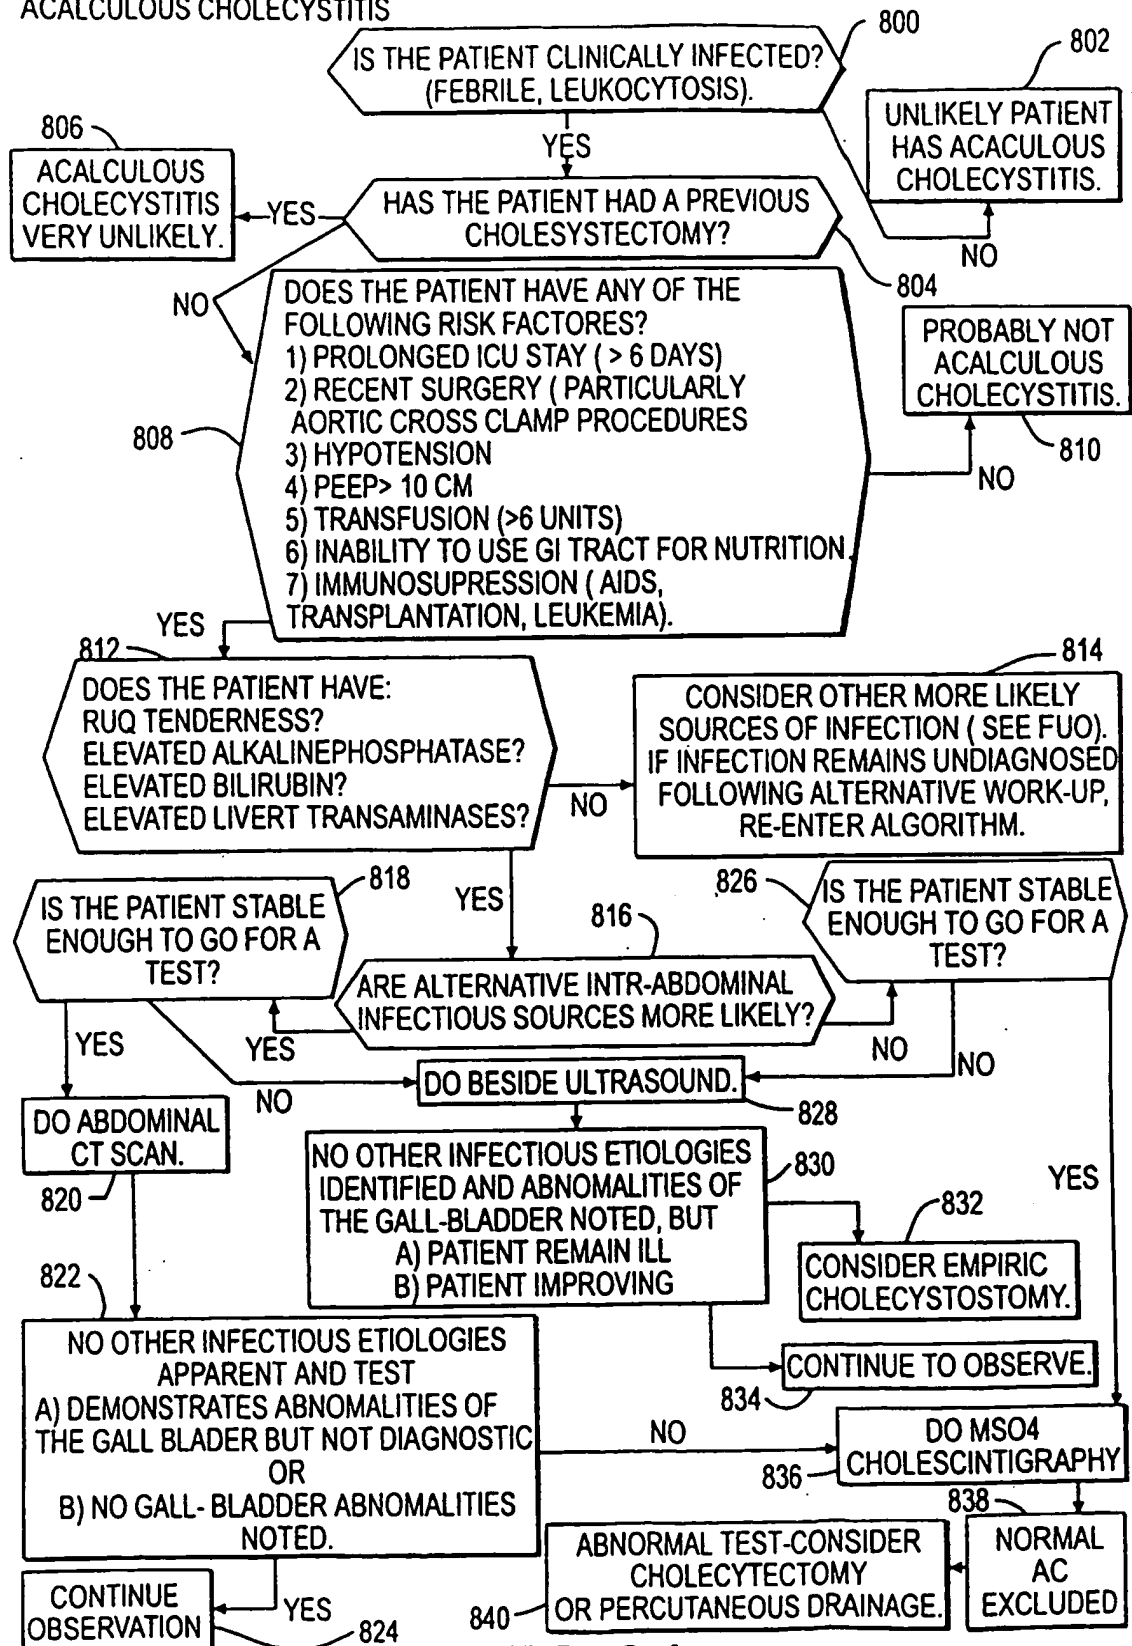 ACALCULOUS CHOLECYSTITIS
800
IS THE PATIENT CLINICALLY INFECTED?
(FEBRILE, LEUKOCYTOSIS).
802
UNLIKELY PATIENT
HAS ACACULOUS
CHOLECYSTITIS.
NO
YES
806
ACALCULOUS
CHOLECYSTITIS
VERY UNLIKELY.
YES
HAS THE PATIENT HAD A PREVIOUS
CHOLESYSTECTOMY?
804
NO
DOES THE PATIENT HAVE ANY OF THE
FOLLOWING RISK FACTORES?
1) PROLONGED ICU STAY ( > 6 DAYS)
2) RECENT SURGERY ( PARTICULARLY
AORTIC CROSS CLAMP PROCEDURES
3) HYPOTENSION
4) PEEP> 10 CM
5) TRANSFUSION (>6 UNITS)
6) INABILITY TO USE GI TRACT FOR NUTRITION.
7) IMMUNOSUPRESSION ( AIDS,
TRANSPLANTATION, LEUKEMIA).
808
PROBABLY NOT
ACALCULOUS
CHOLECYSTITIS.
810
NO
YES
812
DOES THE PATIENT HAVE:
RUQ TENDERNESS?
ELEVATED ALKALINEPHOSPHATASE?
ELEVATED BILIRUBIN?
ELEVATED LIVERT TRANSAMINASES?
NO
814
CONSIDER OTHER MORE LIKELY
SOURCES OF INFECTION ( SEE FUO).
IF INFECTION REMAINS UNDIAGNOSED
FOLLOWING ALTERNATIVE WORK-UP,
RE-ENTER ALGORITHM.
YES
818
IS THE PATIENT STABLE
ENOUGH TO GO FOR A
TEST?
816
ARE ALTERNATIVE INTR-ABDOMINAL
INFECTIOUS SOURCES MORE LIKELY?
826
IS THE PATIENT STABLE
ENOUGH TO GO FOR A
TEST?
YES
YES
NO
NO
NO
DO BESIDE ULTRASOUND.
828
DO ABDOMINAL
CT SCAN.
820
NO OTHER INFECTIOUS ETIOLOGIES
IDENTIFIED AND ABNOMALITIES OF
THE GALL-BLADDER NOTED, BUT
A) PATIENT REMAIN ILL
B) PATIENT IMPROVING
830
YES
832
CONSIDER EMPIRIC
CHOLECYSTOSTOMY.
822
NO OTHER INFECTIOUS ETIOLOGIES
APPARENT AND TEST
A) DEMONSTRATES ABNOMALITIES OF
THE GALL BLADER BUT NOT DIAGNOSTIC
OR
B) NO GALL- BLADDER ABNOMALITIES
NOTED.
CONTINUE TO OBSERVE.
834
NO
DO MSO4
CHOLESCINTIGRAPHY
836
838
NORMAL
AC
EXCLUDED
ABNORMAL TEST-CONSIDER
CHOLECYTECTOMY
OR PERCUTANEOUS DRAINAGE.
840
YES
CONTINUE
OBSERVATION
824